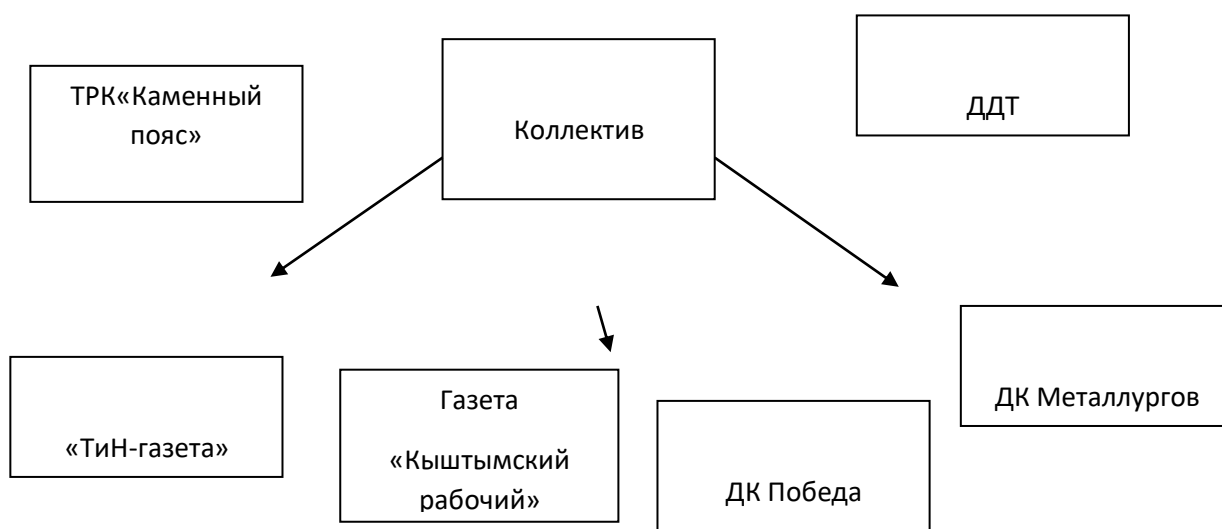 ТРК«Каменный
пояс»
Коллектив
ДДТ
«ТиН-газета»
Газета
«Кыштымский
рабочий»
ДК Победа
ДК Металлургов